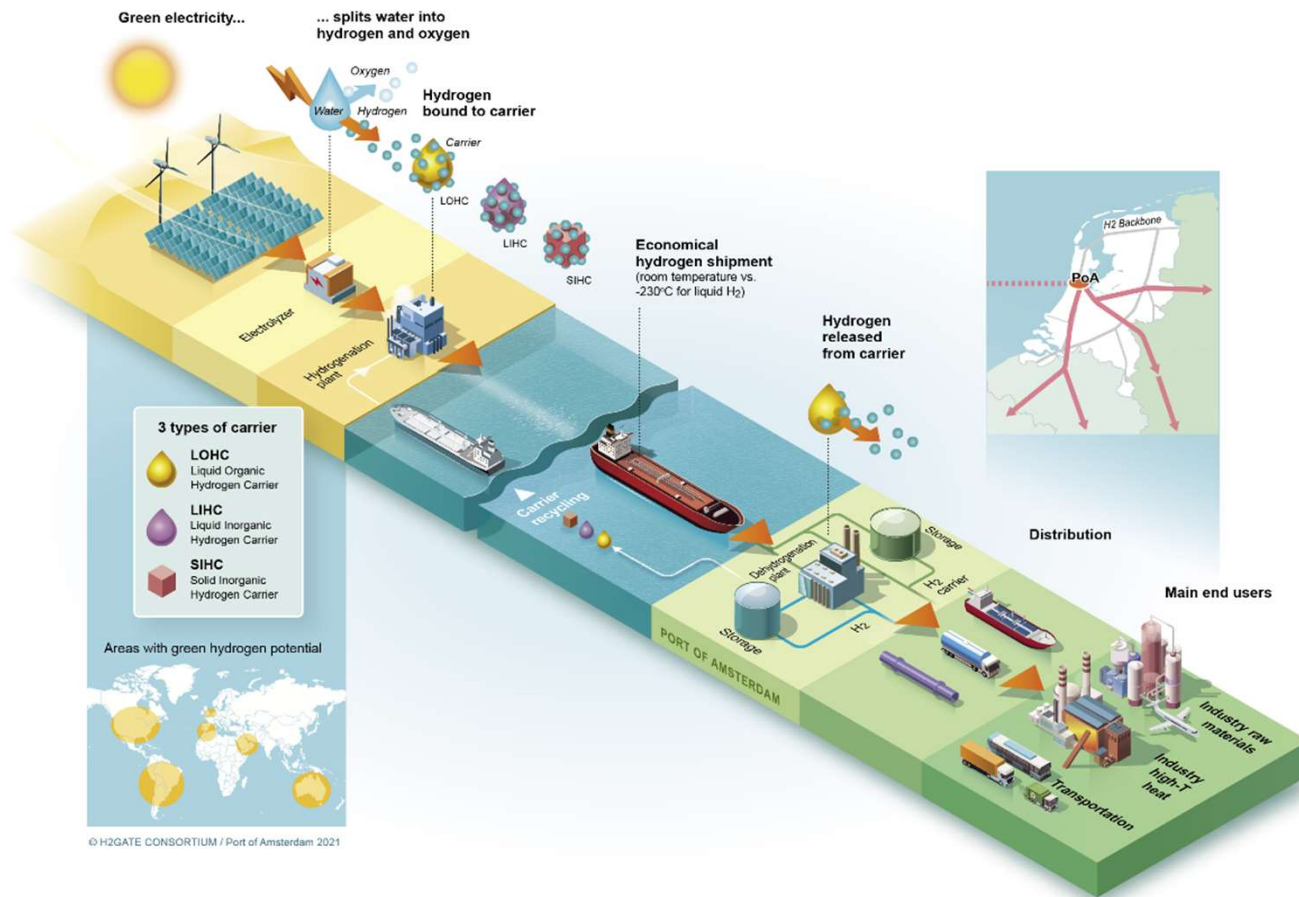 Green electricity...
... splits water into
hydrogen and oxygen
Oxygen
Water
Hydrogen
Hydrogen
bound to carrier
Carrier
LOHC
LIHC
SIHC
Economical
hydrogen shipment
(room temperature vs.
-230°C for liquid H₂)
Hydrogen
released
from carrier
H2 Backbone
PoA
Electrolyzer
Hydrogenation
plant
3 types of carrier
LOHC
Liquid Organic
Hydrogen Carrier
LIHC
Liquid Inorganic
Hydrogen Carrier
SIHC
Solid Inorganic
Hydrogen Carrier
Carrier
recycling
Dehydrogenation
plant
Storage
Storage
H2 carrier
H2
PORT OF AMSTERDAM
Distribution
Main end users
Industry raw
materials
Industry
high-T
heat
Transportation
Areas with green hydrogen potential
© H2GATE CONSORTIUM / Port of Amsterdam 2021